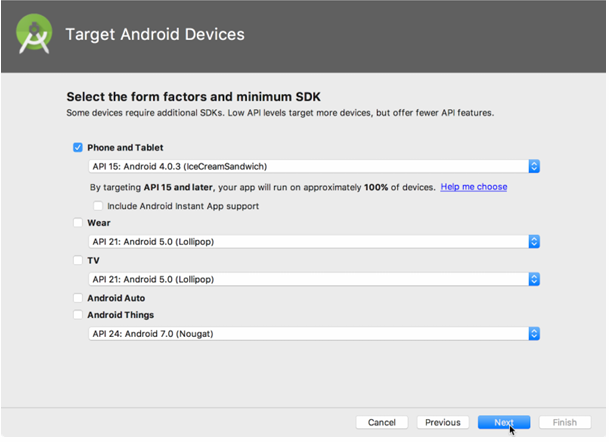 Target Android Devices
Select the form factors and minimum SDK
Some devices require additional SDKs. Low API levels target more devices, but offer fewer API features.
Phone and Tablet
API 15: Android 4.0.3 (IceCreamSandwich)
By targeting API 15 and later, your app will run on approximately 100% of devices. Help me choose
Include Android Instant App support
Wear
API 21: Android 5.0 (Lollipop)
TV
API 21: Android 5.0 (Lollipop)
Android Auto
Android Things
API 24: Android 7.0 (Nougat)
Cancel Previous Next Finish